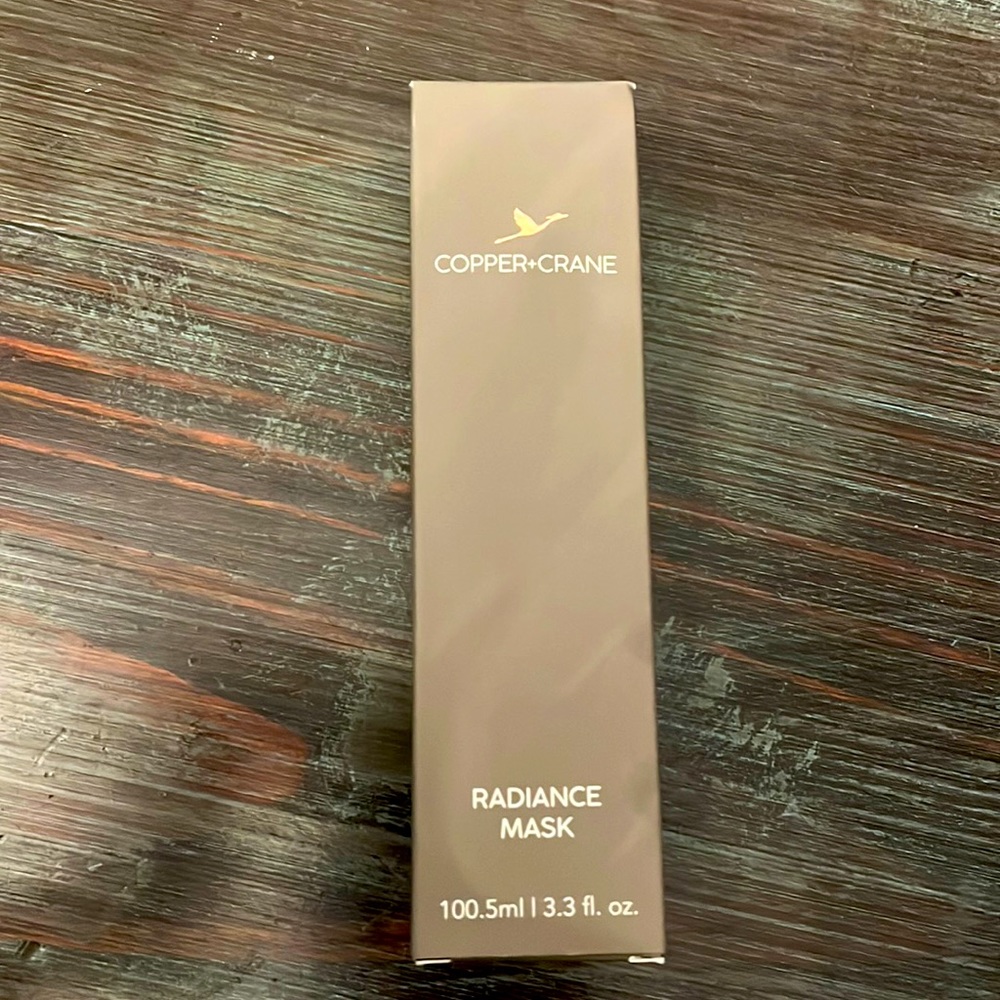 COPPER+CRANE
RADIANCE
MASK
100.5ml | 3.3 fl. oz.